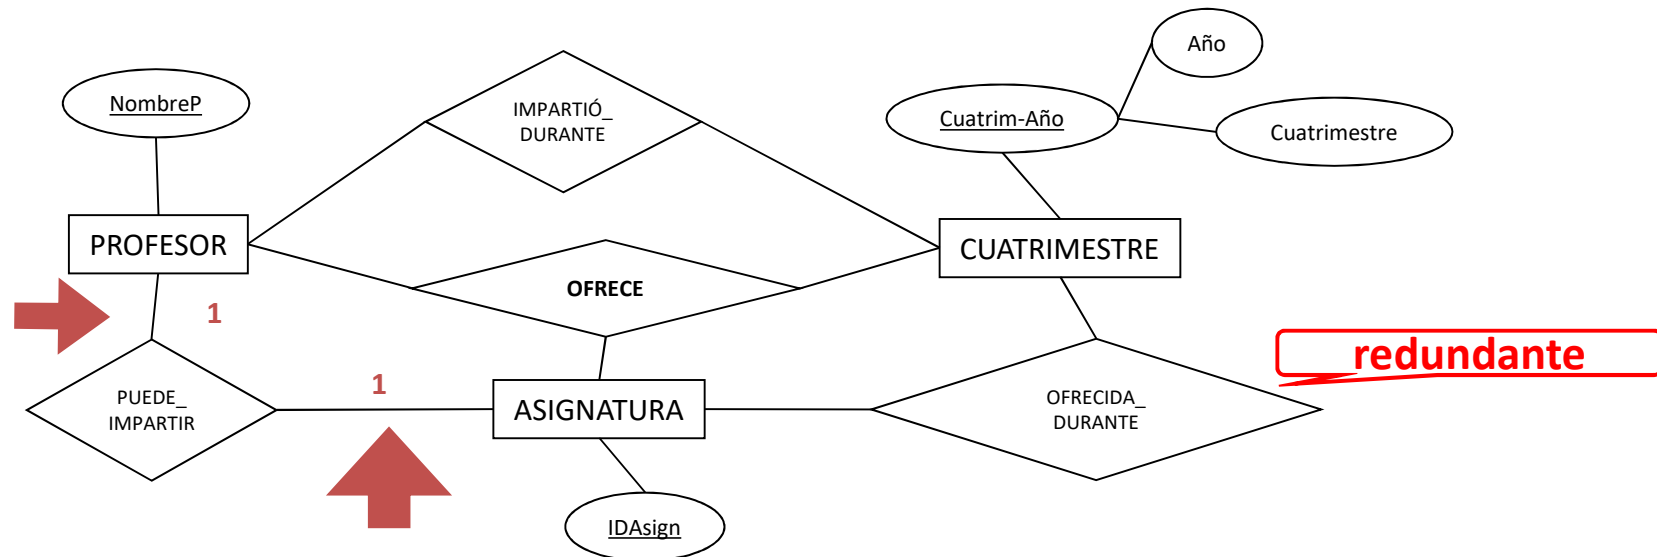 Año
NombreP
IMPARTIÓ_
DURANTE
Cuatrim-Año
Cuatrimestre
PROFESOR
CUATRIMESTRE
OFRECE
1
redundante
1
PUEDE_
IMPARTIR
ASIGNATURA
OFRECIDA_
DURANTE
IDAsign